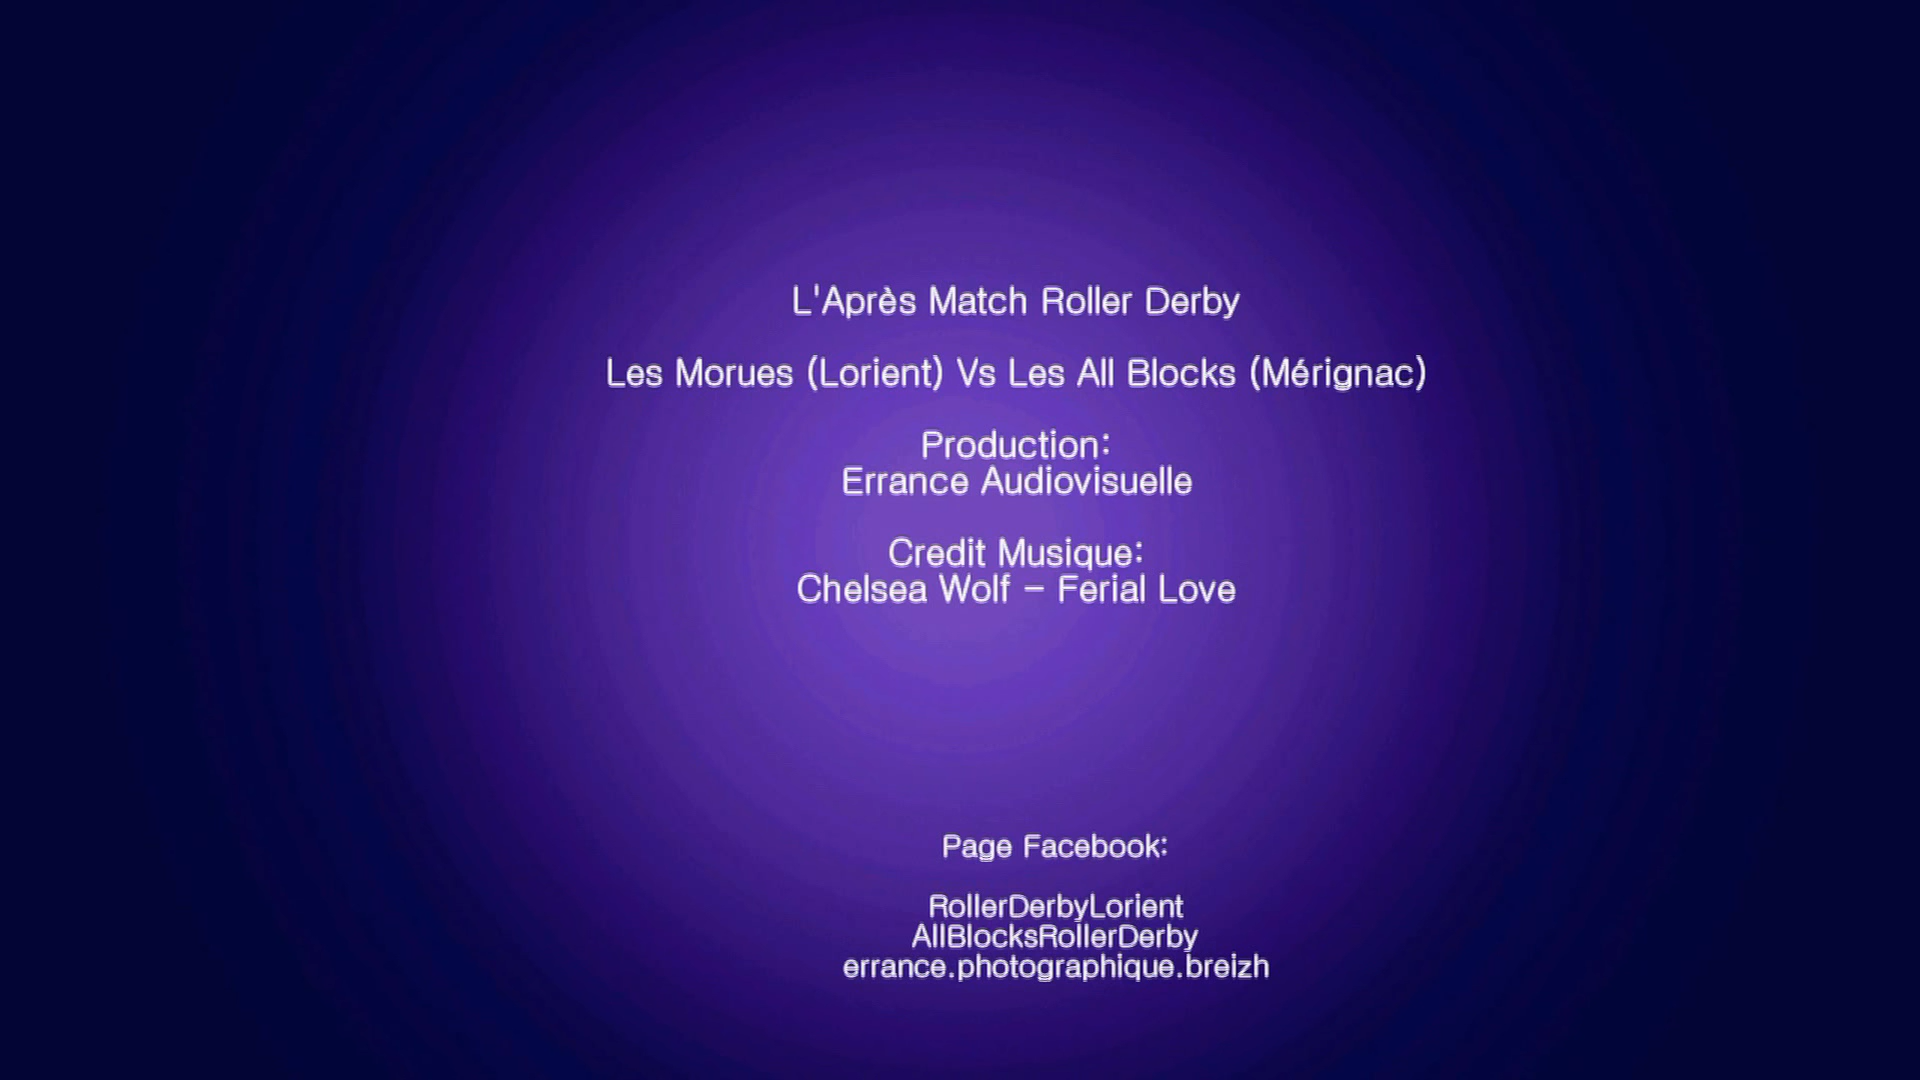 L'Après Match Roller Derby
Les Morues (Lorient) Vs Les All Blocks (Mérignac)
Production:
Errance Audiovisuelle
Credit Musique:
Chelsea Wolf - Ferial Love
Page Facebook:
RollerDerbyLorient
AllBlocksRollerDerby
errance.photographique.breizh